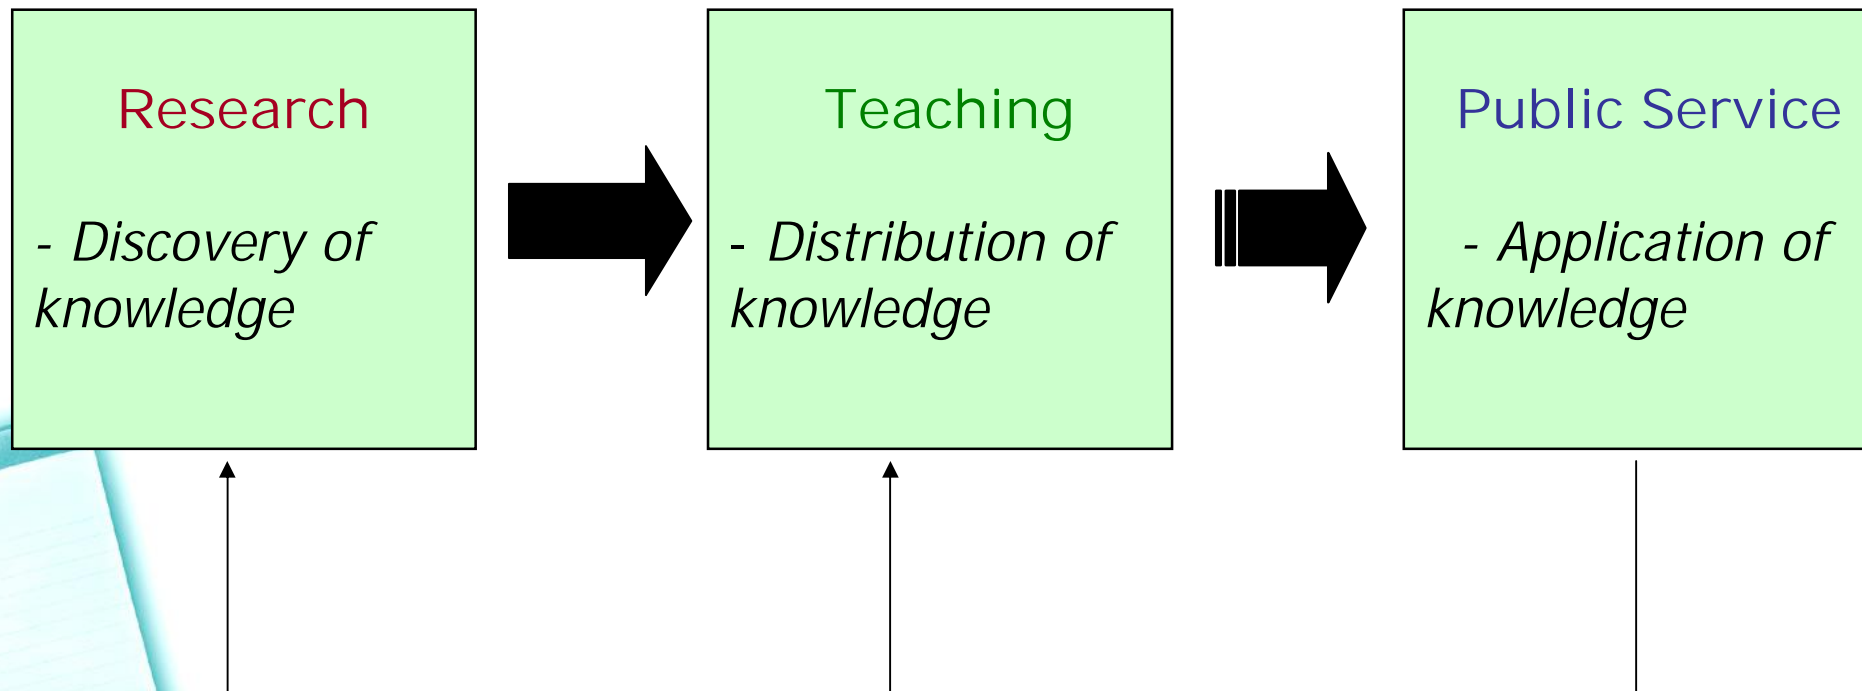 Research
- Discovery of
knowledge
Teaching
- Distribution of
knowledge
Public Service
- Application of
knowledge